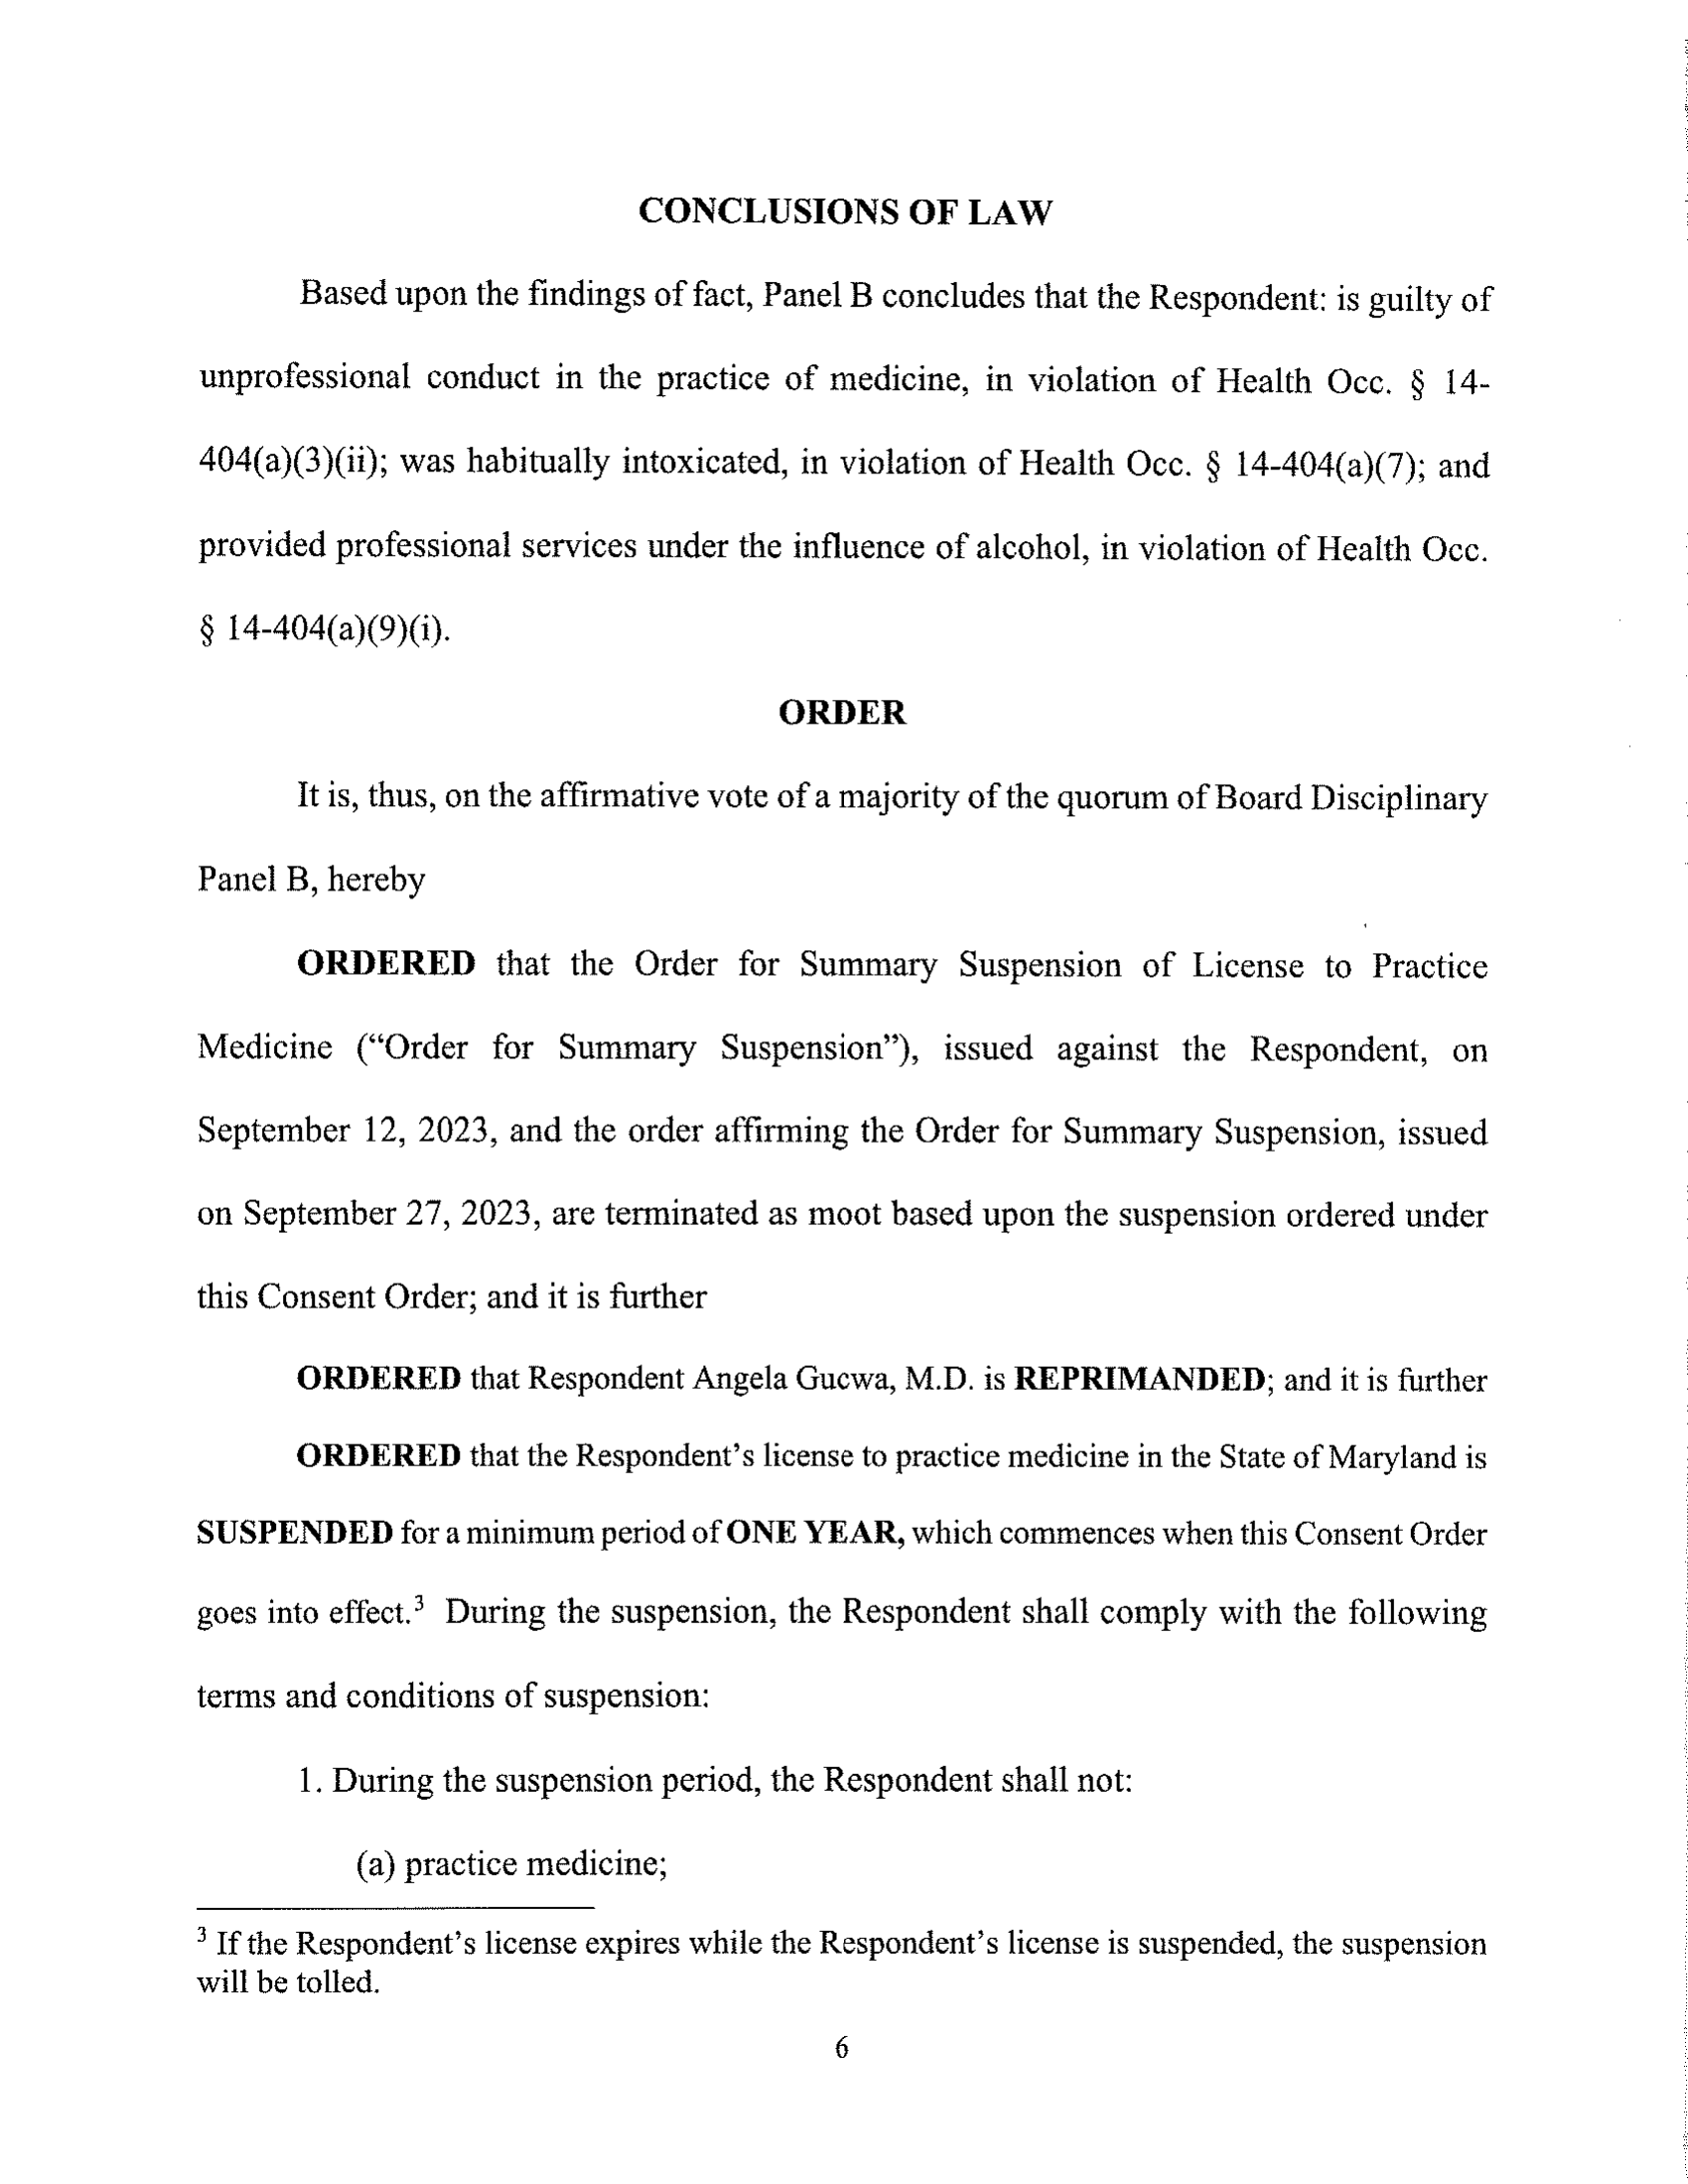 CONCLUSIONS OF LAW
Based upon the findings of fact, Panel B concludes that the Respondent: is guilty of
unprofessional conduct in the practice of medicine, in violation of Health Occ. § 14-
404(a)(3)(ii); was habitually intoxicated, in violation of Health Occ. § 14-404(a)(7); and
provided professional services under the influence of alcohol, in violation of Health Occ.
§ 14-404(a)(9)(i).
ORDER
It is, thus, on the affirmative vote of a majority of the quorum of Board Disciplinary
Panel B, hereby
ORDERED that the Order for Summary Suspension of License to Practice
Medicine (“Order for Summary Suspension”), issued against the Respondent, on
September 12, 2023, and the order affirming the Order for Summary Suspension, issued
on September 27, 2023, are terminated as moot based upon the suspension ordered under
this Consent Order; and it is further
ORDERED that Respondent Angela Gucwa, M.D. is REPRIMANDED; and it is further
ORDERED that the Respondent’s license to practice medicine in the State of Maryland is
SUSPENDED for a minimum period of ONE YEAR, which commences when this Consent Order
goes into effect.³ During the suspension, the Respondent shall comply with the following
terms and conditions of suspension:
1. During the suspension period, the Respondent shall not:
(a) practice medicine;
³ If the Respondent’s license expires while the Respondent’s license is suspended, the suspension
will be tolled.
6